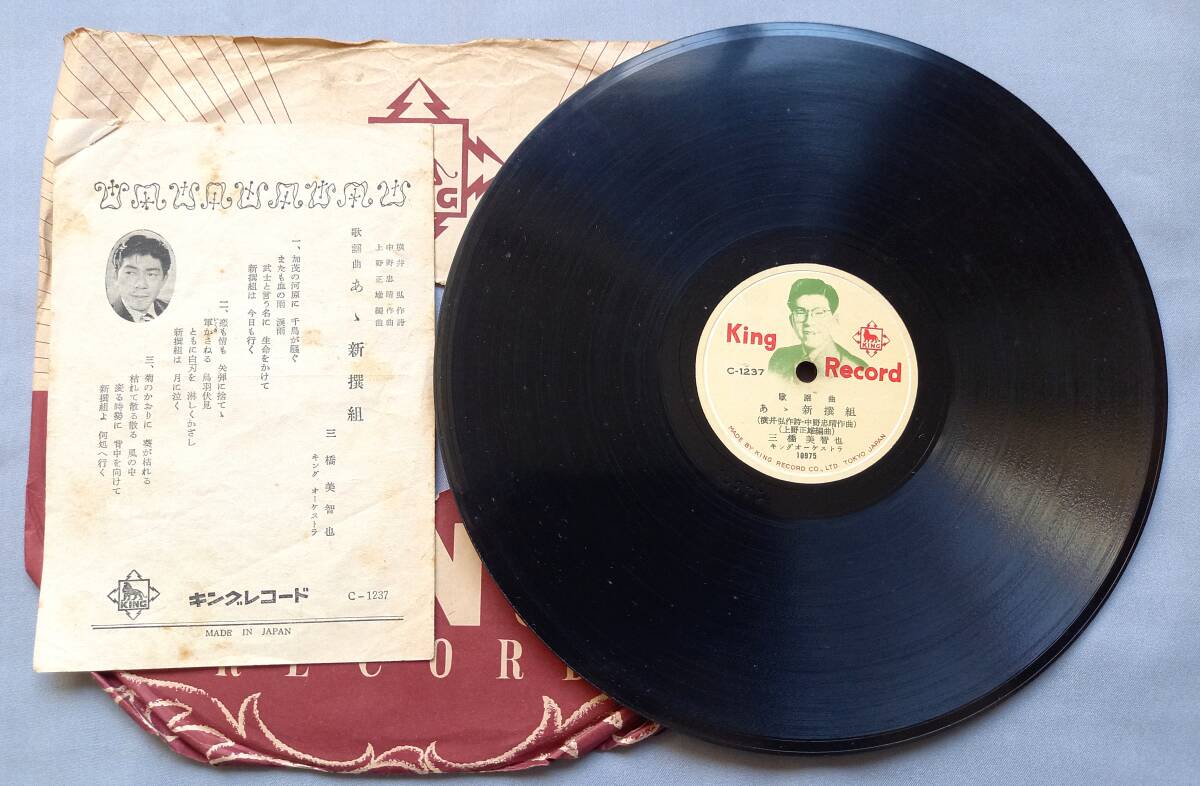 歌謡曲 あゝ新撰組
横井弘作詩
中野忠晴作曲
上野正雄編曲
三橋美智也
キング オーケストラ
一、加茂の河原に 千鳥が騒ぐ
またも血の雨 涙雨
武士と言う名に 生命をかけて
新撰組は 今日も行く
二、恋も情も 矢弾に捨てゝ
軍かさねる 鳥羽伏見
ともに白刃を 淋しくかざし
新撰組は 月に泣く
三、菊のかおりに 葵が枯れる
枯れて散る散る 風の中
変る時勢に 背中を向けて
新撰組よ 何処へ行く
KING
キングレコード
C-1237
MADE IN JAPAN
RECOR
King
Record
KING
C-1237
歌謡曲
あゝ新撰組
(横井弘作詩・中野忠晴作曲)
(上野正雄編曲)
三橋美智也
キングオーケストラ
10975
MADE BY KING RECORD CO., LTD. TOKYO JAPAN